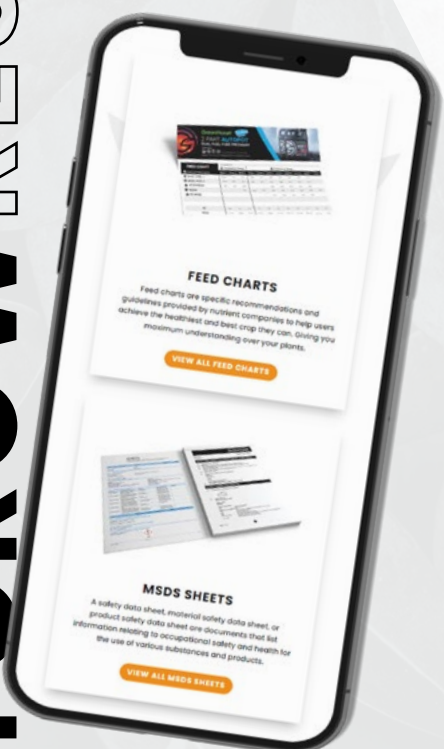 FEED CHARTS
Feed charts are specific recommendations and
guidelines provided by nutrient companies to help users
achieve the healthiest and best crop they can. Giving you
maximum understanding over your plants.
VIEW ALL FEED CHARTS
MSDS SHEETS
A safety data sheet, material safety data sheet, or
product safety data sheet are documents that list
information relating to occupational safety and health for
the use of various substances and products.
VIEW ALL MSDS SHEETS